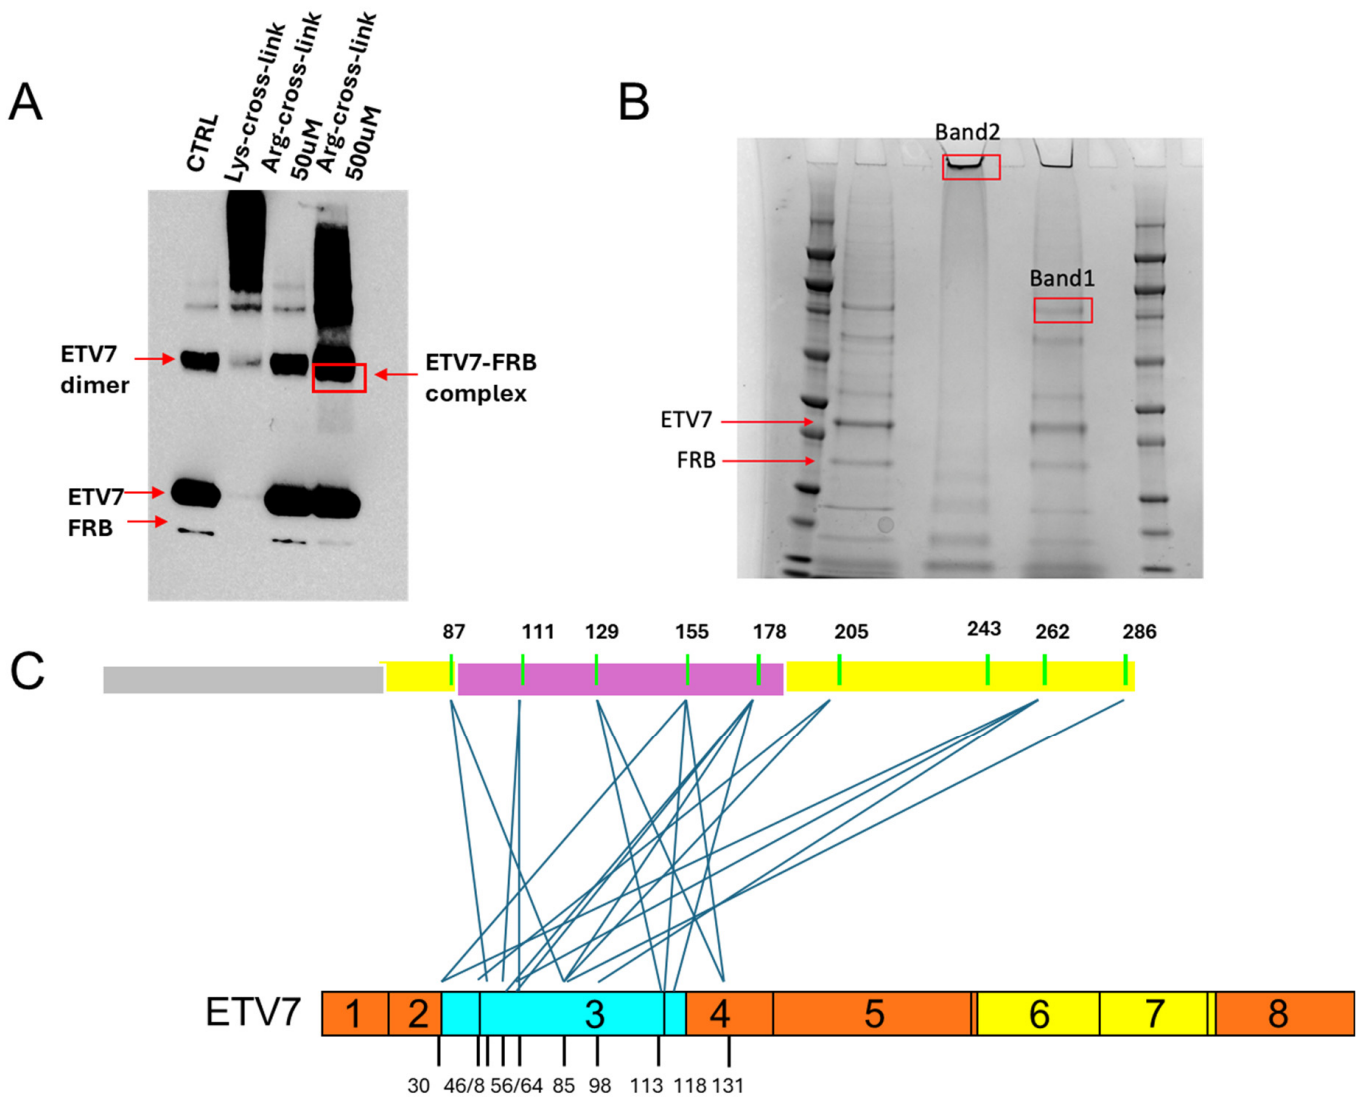 A
CTRL
Lys-cross-link
Arg-cross-link
50uM
Arg-cross-link
500uM
ETV7
dimer
ETV7-FRB
complex
ETV7
FRB
B
Band2
Band1
ETV7
FRB
C
87 111 129 155 178 205 243 262 286
ETV7 1 2 3 4 5 6 7 8
30 46/8 56/64 85 98 113 118 131